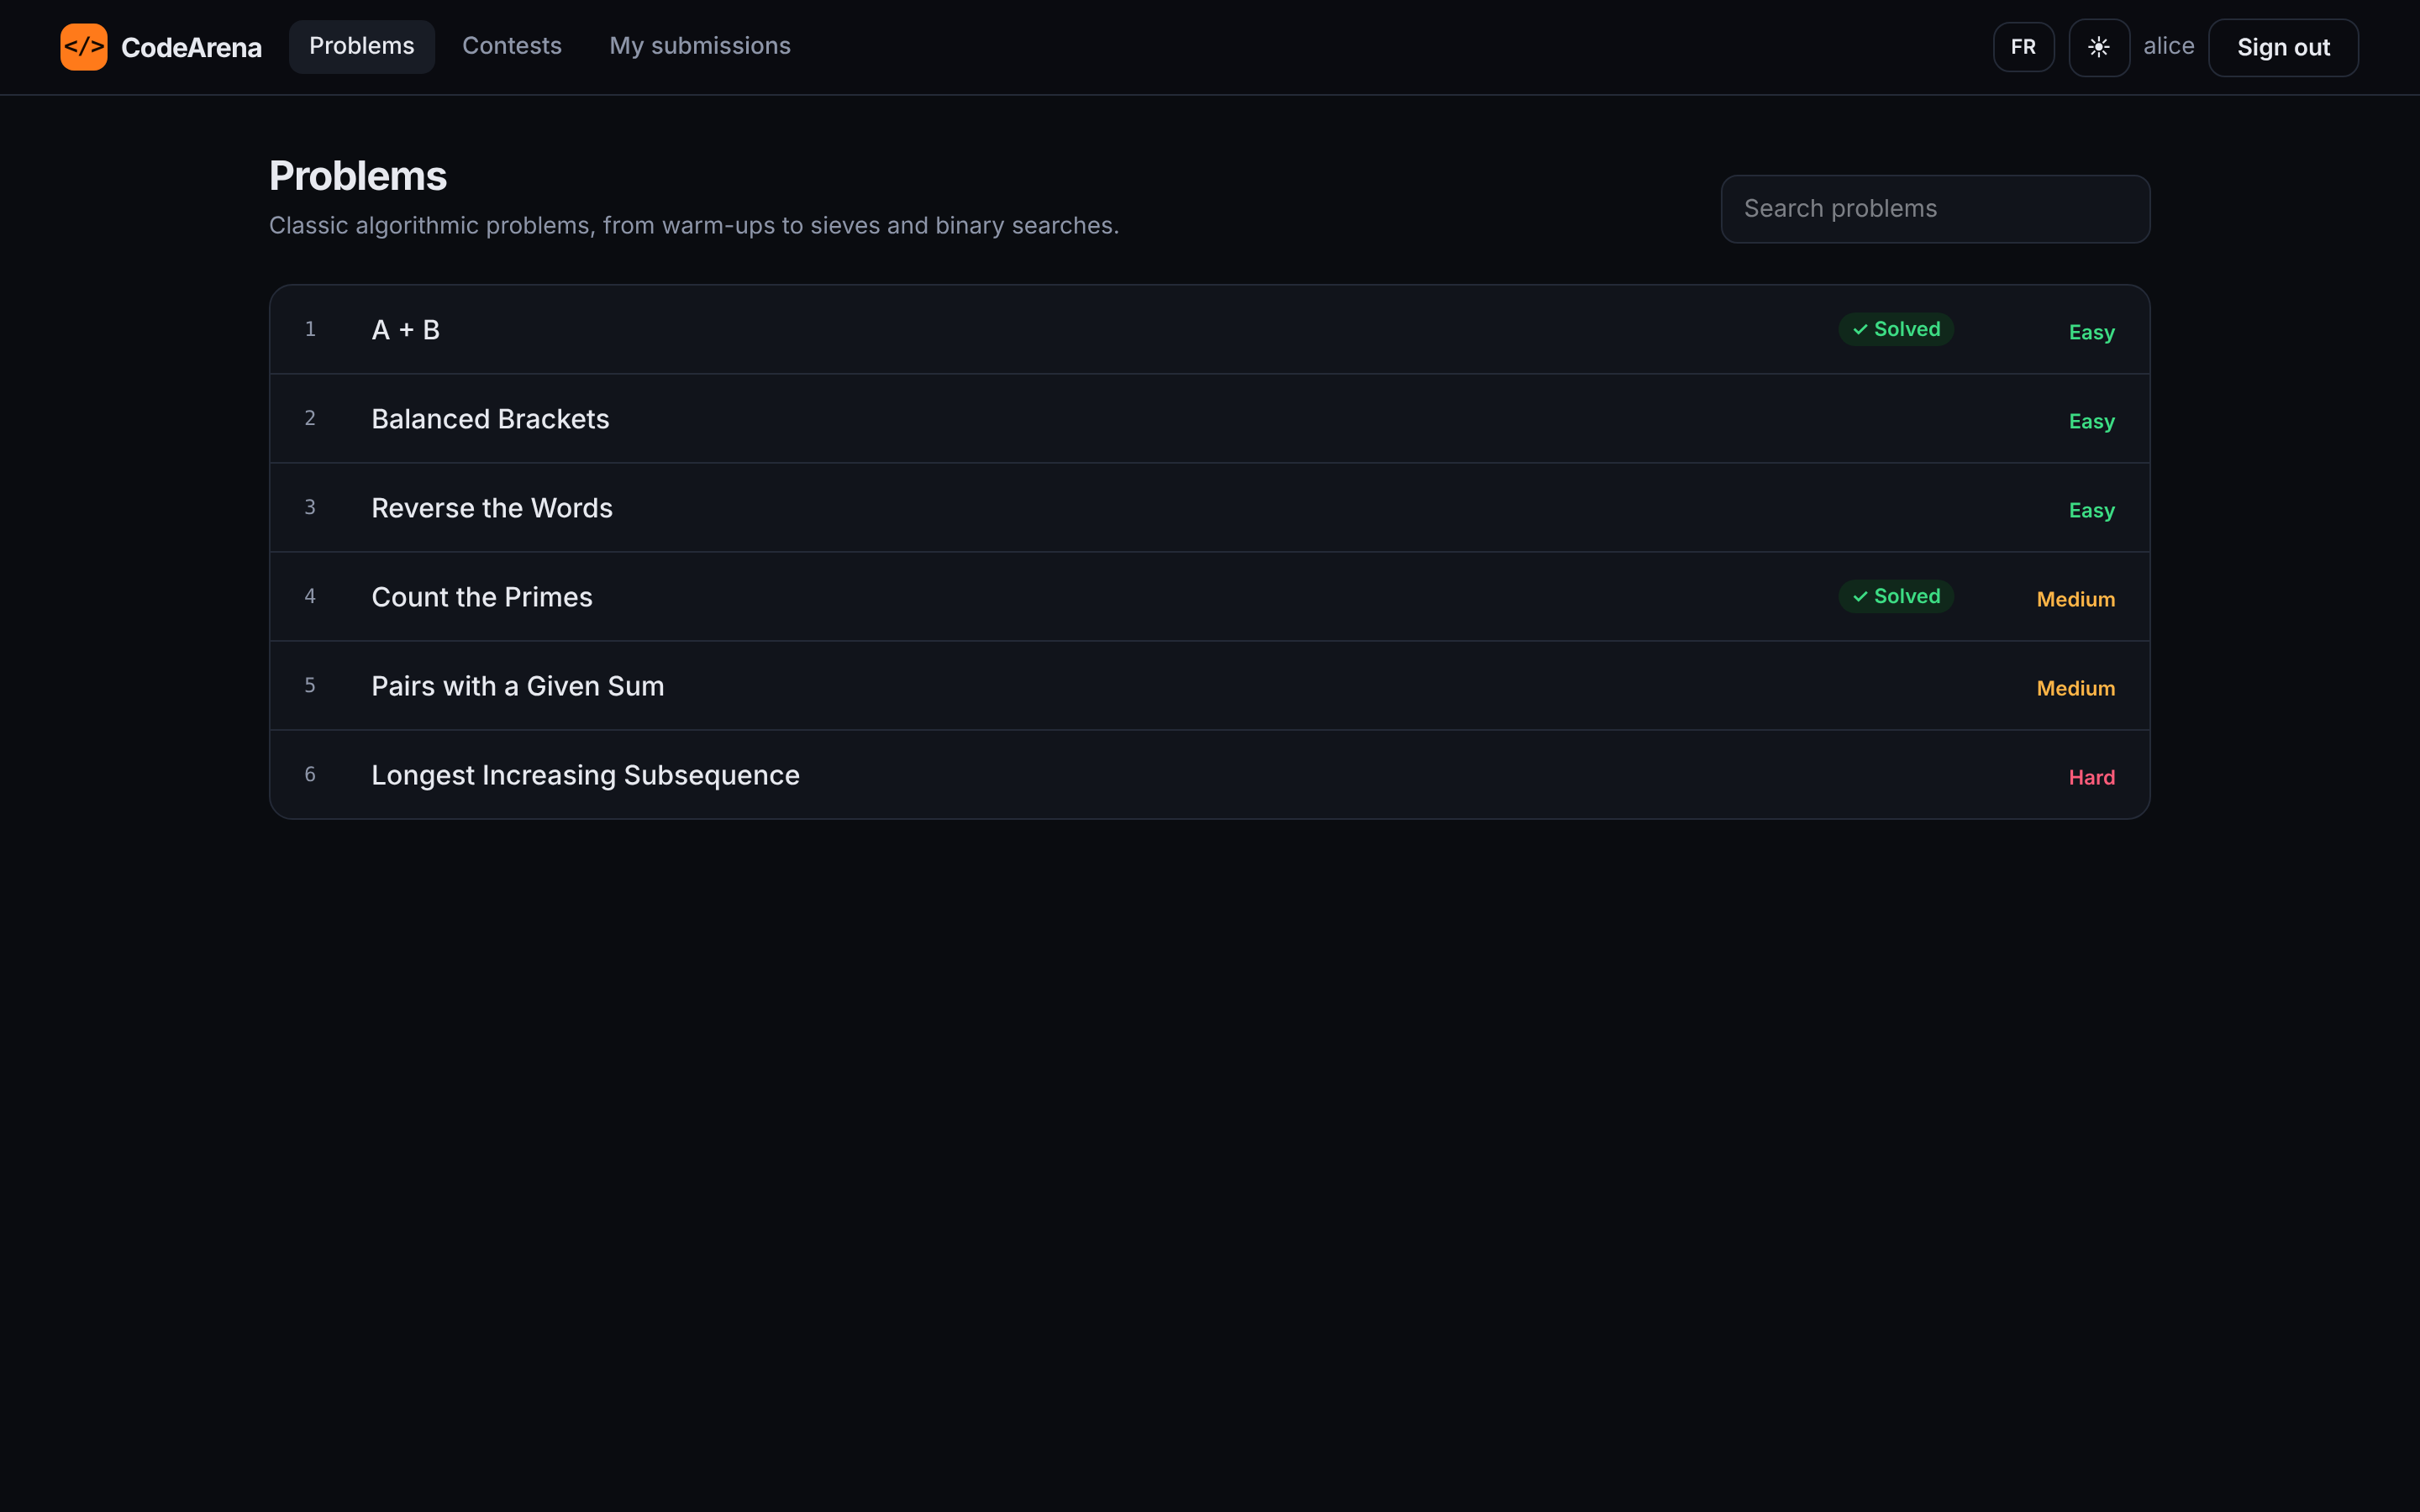 </> CodeArena Problems Contests My submissions FR alice Sign out
Problems
Classic algorithmic problems, from warm-ups to sieves and binary searches.
Search problems
1 A + B ✓ Solved Easy
2 Balanced Brackets Easy
3 Reverse the Words Easy
4 Count the Primes ✓ Solved Medium
5 Pairs with a Given Sum Medium
6 Longest Increasing Subsequence Hard